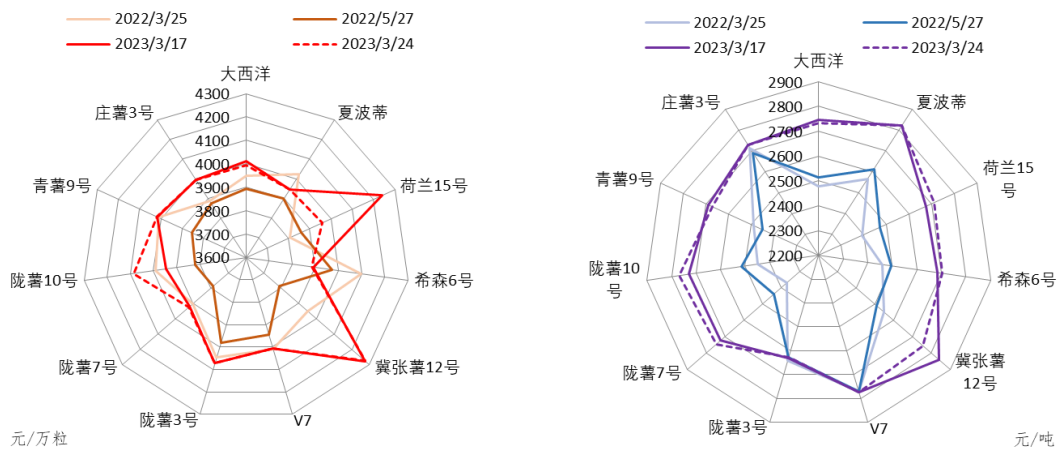 2022/3/25 2022/5/27
2023/3/17 2023/3/24
大西洋
4300
4200
4100
4000
3900
3800
3700
3600
夏波蒂
荷兰15号
希森6号
冀张薯12号
V7
陇薯3号
陇薯7号
陇薯10号
青薯9号
庄薯3号
元/万粒
2022/3/25 2022/5/27
2023/3/17 2023/3/24
大西洋
2900
2800
2700
2600
2500
2400
2300
2200
夏波蒂
荷兰15
号
希森6号
冀张薯
12号
V7
陇薯3号
陇薯7号
陇薯10
号
青薯9号
庄薯3号
元/吨